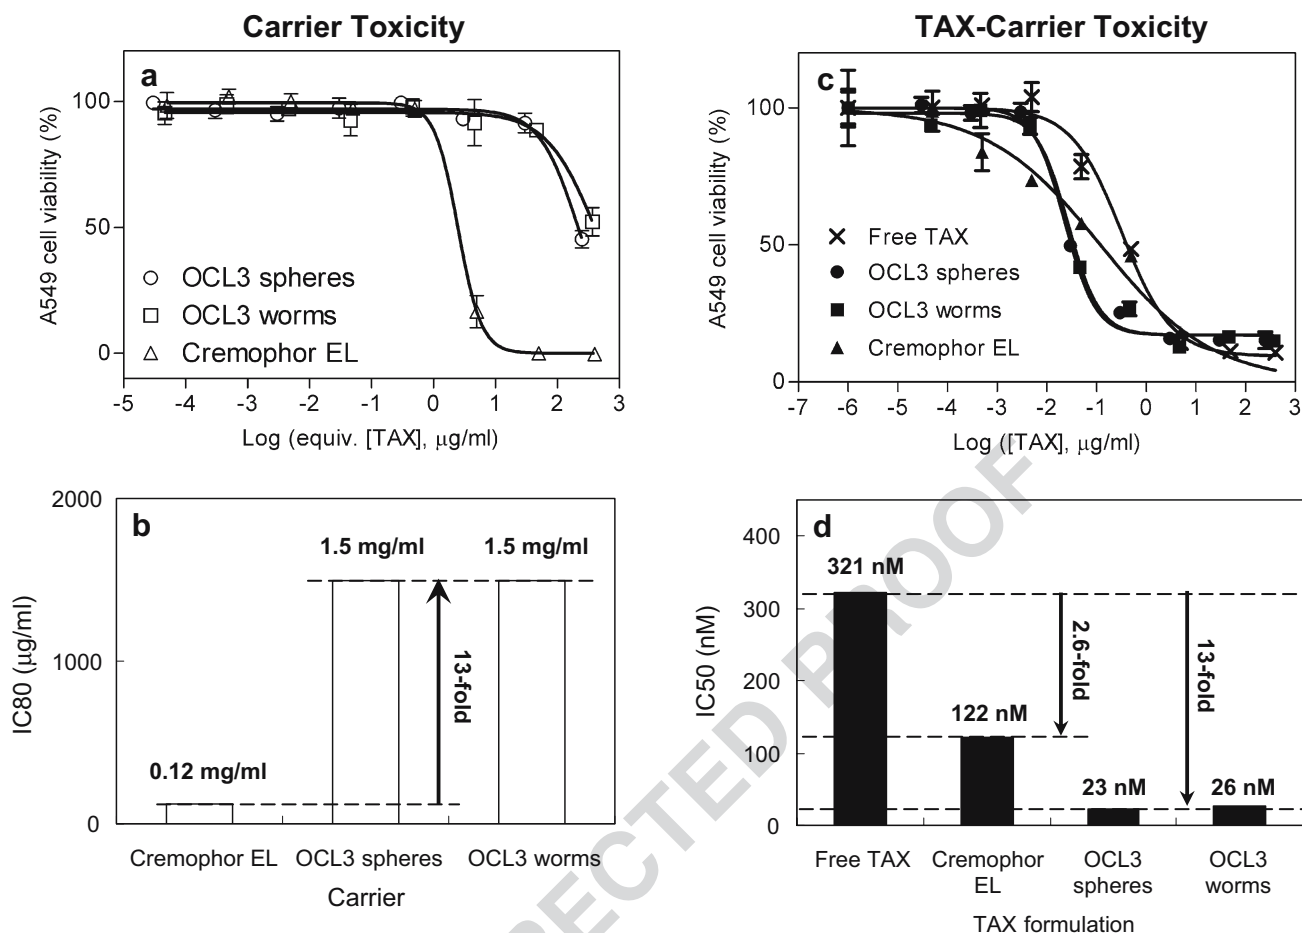 Carrier Toxicity
a
A549 cell viability (%)
100
50
0
OCL3 spheres
OCL3 worms
Cremophor EL
-5 -4 -3 -2 -1 0 1 2 3
Log (equiv. [TAX], μg/ml)
TAX-Carrier Toxicity
c
A549 cell viability (%)
100
50
0
Free TAX
OCL3 spheres
OCL3 worms
Cremophor EL
-7 -6 -5 -4 -3 -2 -1 0 1 2 3
Log ([TAX], μg/ml)
b
IC80 (μg/ml)
2000
1000
0
0.12 mg/ml
1.5 mg/ml
1.5 mg/ml
13-fold
Cremophor EL OCL3 spheres OCL3 worms
Carrier
d
IC50 (nM)
400
300
200
100
0
321 nM
122 nM
23 nM
26 nM
2.6-fold
13-fold
Free TAX
Cremophor
EL
OCL3
spheres
OCL3
worms
TAX formulation
RECTED PROOF